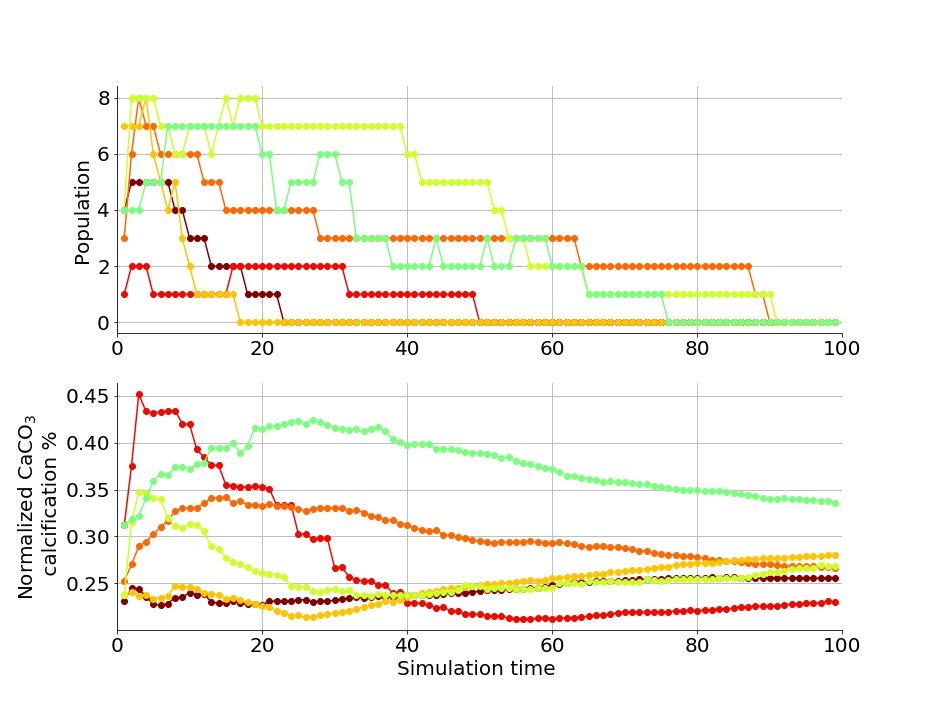 8
6
4
2
0
Population
0 20 40 60 80 100
0.45
0.40
0.35
0.30
0.25
Normalized CaCO₃
calcification %
0 20 40 60 80 100
Simulation time